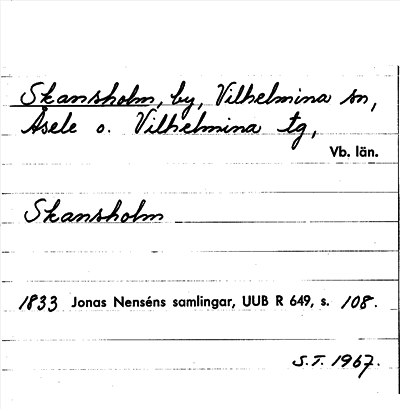 Skansholm, by, Vilhelmina sn,
Åsele o. Vilhelmina tg,
Vb. län.
Skansholm
1833 Jonas Nenséns samlingar, UUB R 649, s. 108.
S.T. 1967.